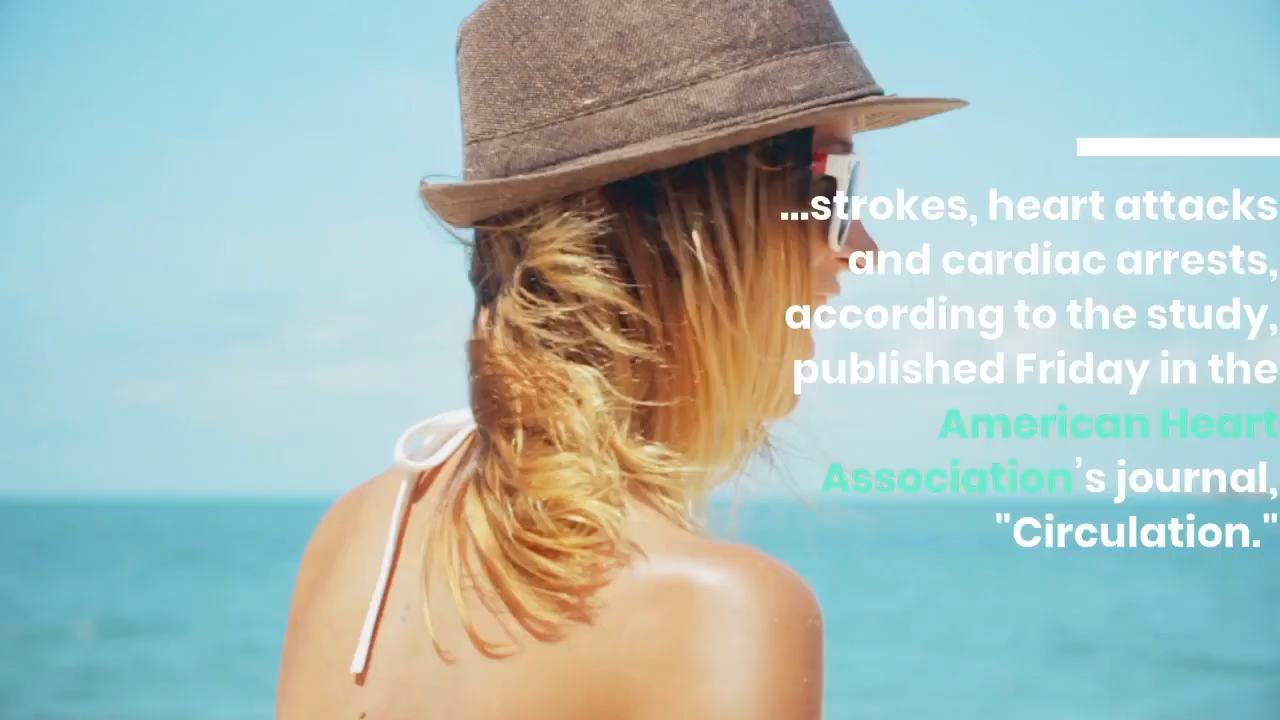 ...strokes, heart attacks
and cardiac arrests,
according to the study,
published Friday in the
American Heart
Association's journal,
"Circulation."